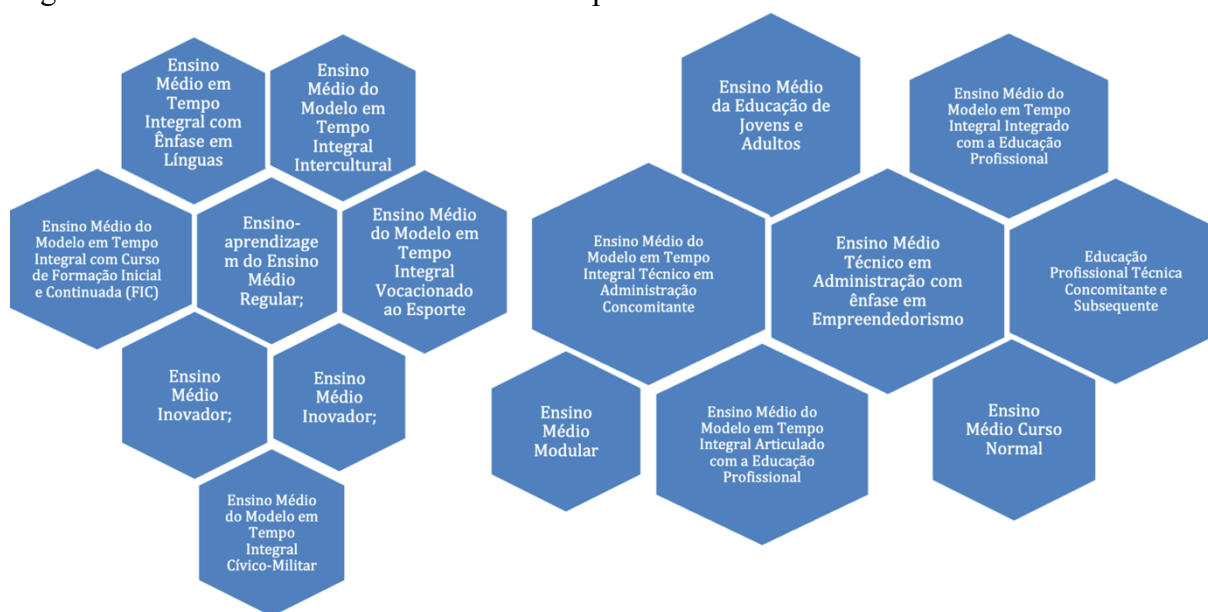 Ensino
Médio em
Tempo
Integral com
Ênfase em
Línguas
Ensino
Médio do
Modelo em
Tempo
Integral
Intercultural
Ensino Médio do
Modelo em Tempo
Integral com Curso
de Formação Inicial
e Continuada (FIC)
Ensino-
aprendizage
m do Ensino
Médio
Regular;
Ensino Médio
do Modelo em
Tempo
Integral
Vocacionado
ao Esporte
Ensino
Médio
Inovador;
Ensino
Médio
Inovador;
Ensino Médio
do Modelo em
Tempo
Integral
Cívico-Militar
Ensino Médio
da Educação de
Jovens e
Adultos
Ensino Médio do
Modelo em Tempo
Integral Integrado
com a Educação
Profissional
Ensino Médio do
Modelo em Tempo
Integral Técnico em
Administração
Concomitante
Ensino Médio
Técnico em
Administração com
ênfase em
Empreendedorismo
Educação
Profissional Técnica
Concomitante e
Subsequente
Ensino
Médio
Modular
Ensino Médio do
Modelo em Tempo
Integral Articulado
com a Educação
Profissional
Ensino
Médio Curso
Normal